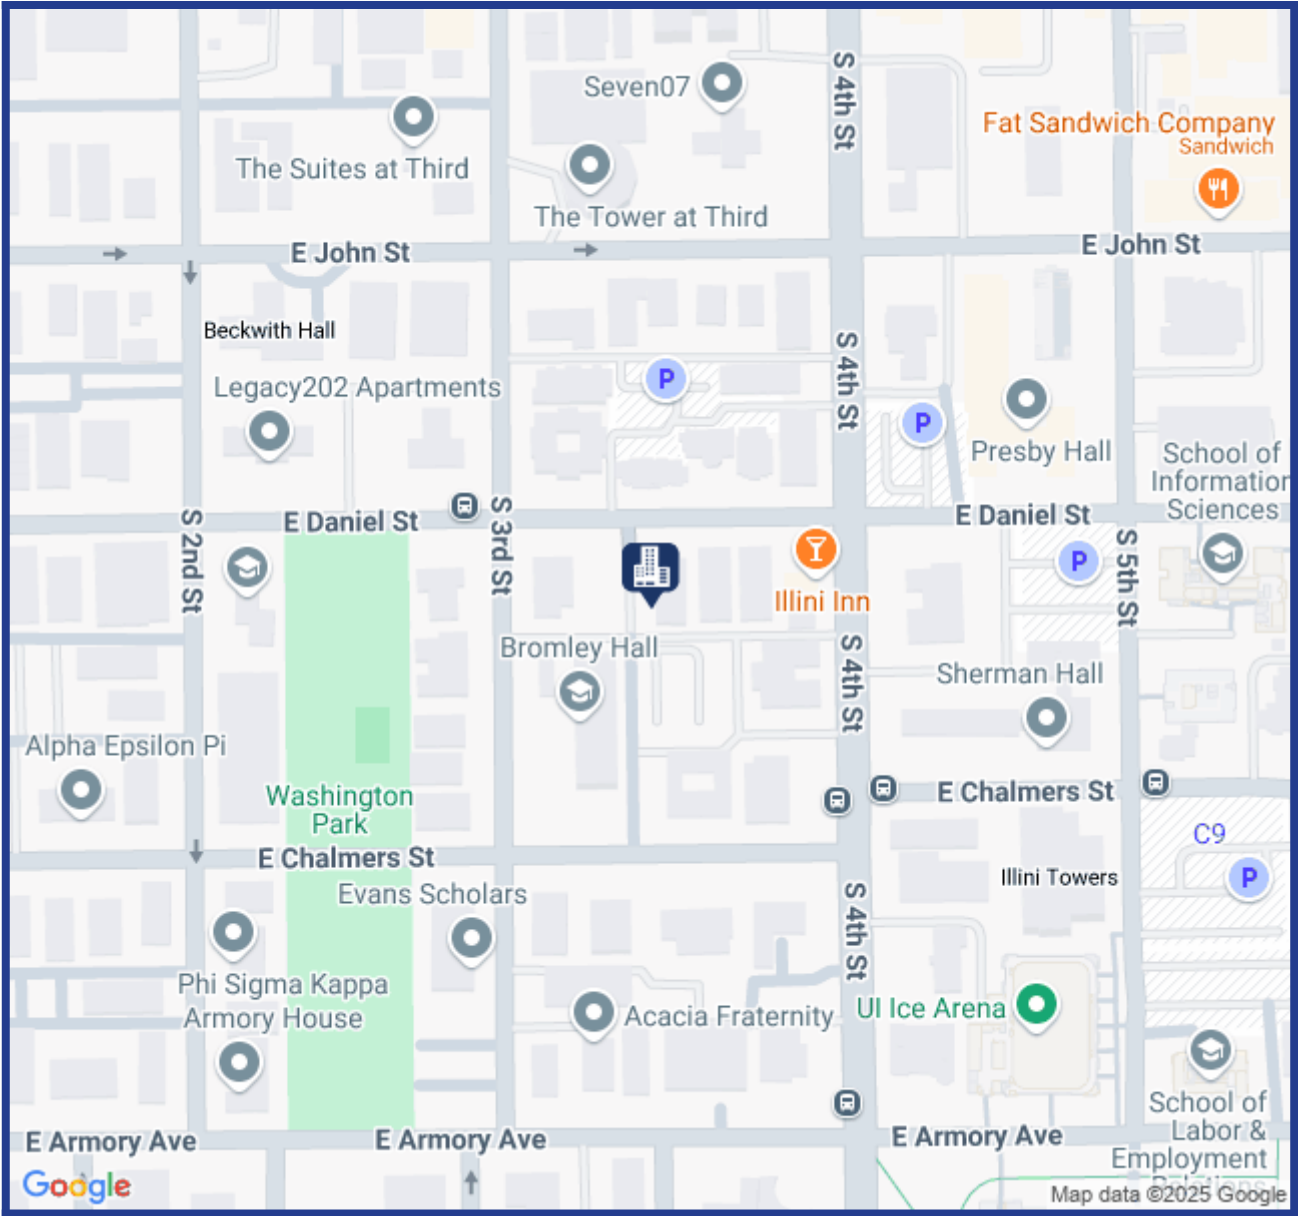 Seven07
S 4th St
Fat Sandwich Company
Sandwich
The Suites at Third
The Tower at Third
E John St
E John St
Beckwith Hall
S 4th St
P
Legacy202 Apartments
P
Presby Hall
School of
Information
Sciences
E Daniel St
E Daniel St
S 2nd St
S 3rd St
S 5th St
P
Illini Inn
Bromley Hall
S 4th St
Sherman Hall
Alpha Epsilon Pi
Washington
Park
E Chalmers St
C9
E Chalmers St
Illini Towers
P
Evans Scholars
S 4th St
Phi Sigma Kappa
Armory House
Acacia Fraternity
UI Ice Arena
School of
Labor &
Employment
Relations
E Armory Ave
E Armory Ave
E Armory Ave
Google
Map data ©2025 Google